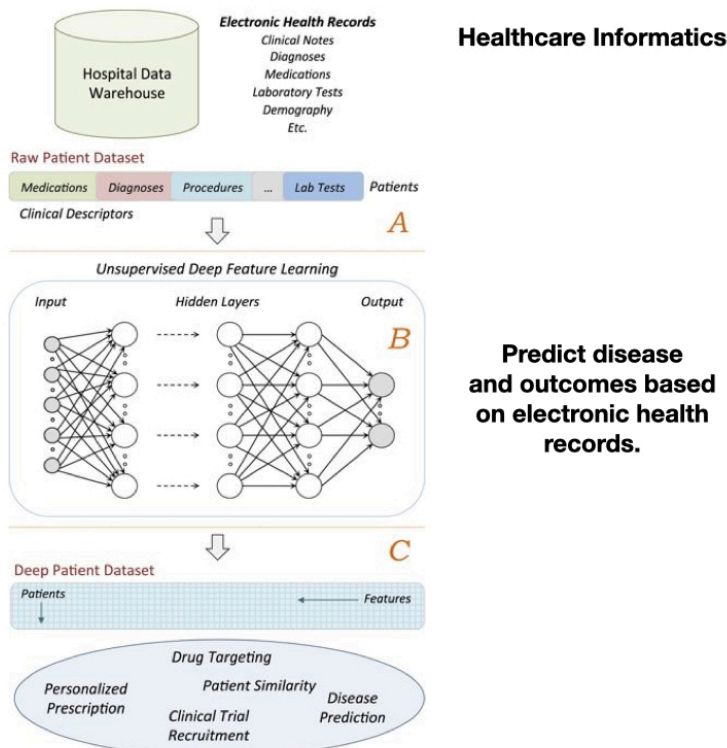 Healthcare Informatics
Electronic Health Records
Clinical Notes
Diagnoses
Medications
Laboratory Tests
Demography
Etc.
Hospital Data
Warehouse
Raw Patient Dataset
Medications Diagnoses Procedures ... Lab Tests Patients
Clinical Descriptors
A
Unsupervised Deep Feature Learning
Input Hidden Layers Output
B
Predict disease
and outcomes based
on electronic health
records.
C
Deep Patient Dataset
Patients Features
Drug Targeting
Personalized
Prescription
Patient Similarity
Disease
Prediction
Clinical Trial
Recruitment